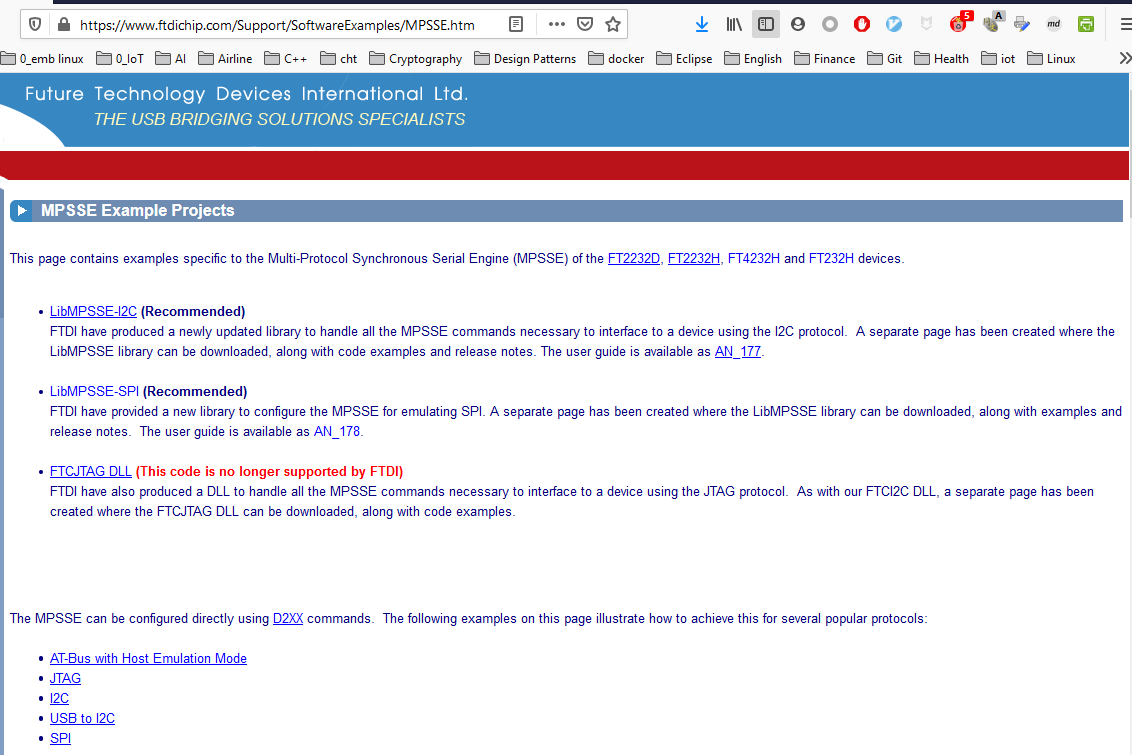 https://www.ftdichip.com/Support/SoftwareExamples/MPSSE.htm
5
A
md
0_emb linux 0_IoT AI Airline C++ cht Cryptography Design Patterns docker Eclipse English Finance Git Health iot Linux
Future Technology Devices International Ltd.
THE USB BRIDGING SOLUTIONS SPECIALISTS
MPSSE Example Projects
This page contains examples specific to the Multi-Protocol Synchronous Serial Engine (MPSSE) of the FT2232D, FT2232H, FT4232H and FT232H devices.
• LibMPSSE-I2C (Recommended)
FTDI have produced a newly updated library to handle all the MPSSE commands necessary to interface to a device using the I2C protocol. A separate page has been created where the
LibMPSSE library can be downloaded, along with code examples and release notes. The user guide is available as AN_177.
• LibMPSSE-SPI (Recommended)
FTDI have provided a new library to configure the MPSSE for emulating SPI. A separate page has been created where the LibMPSSE library can be downloaded, along with examples and
release notes. The user guide is available as AN_178.
• FTCJTAG DLL (This code is no longer supported by FTDI)
FTDI have also produced a DLL to handle all the MPSSE commands necessary to interface to a device using the JTAG protocol. As with our FTCI2C DLL, a separate page has been
created where the FTCJTAG DLL can be downloaded, along with code examples.
The MPSSE can be configured directly using D2XX commands. The following examples on this page illustrate how to achieve this for several popular protocols:
• AT-Bus with Host Emulation Mode
• JTAG
• I2C
• USB to I2C
• SPI